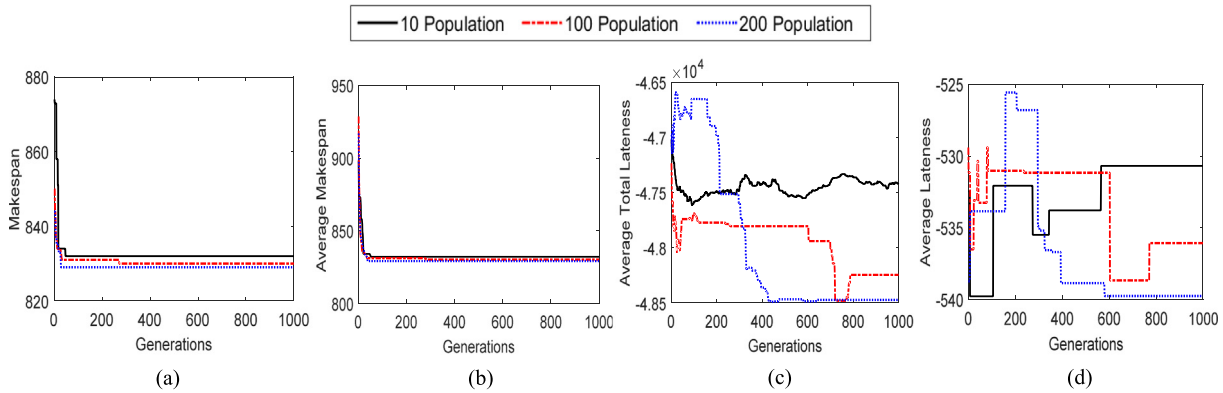 10 Population 100 Population 200 Population
880
860
840
820
Makespan
0 200 400 600 800 1000
Generations
(a)
950
900
850
800
Average Makespan
0 200 400 600 800 1000
Generations
(b)
×10⁴
-4.65
-4.7
-4.75
-4.8
-4.85
Average Total Lateness
0 200 400 600 800 1000
Generations
(c)
-525
-530
-535
-540
Average Lateness
0 200 400 600 800 1000
Generations
(d)